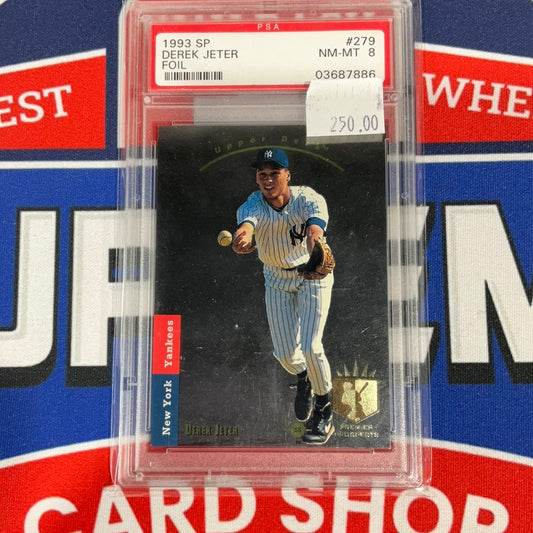 PSA
1993 SP #279
DEREK JETER NM-MT 8
FOIL 03687886
250.00
EST
WHE
Upper Deck
NY
New York Yankees
DEREK JETER
PREMIER
PROSPECTS
CARD SHOP